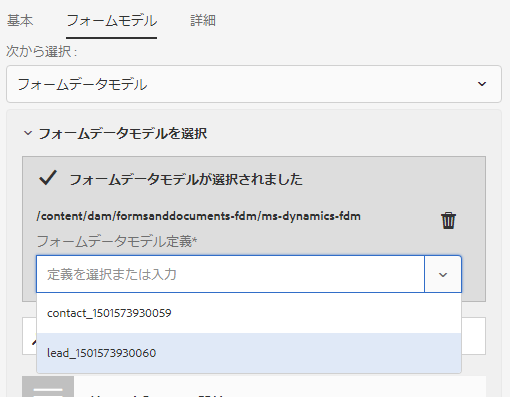 基本 フォームモデル 詳細
次から選択 :
フォームデータモデル
フォームデータモデルを選択
フォームデータモデルが選択されました
/content/dam/formsanddocuments-fdm/ms-dynamics-fdm
フォームデータモデル定義*
定義を選択または入力
contact_1501573930059
lead_1501573930060